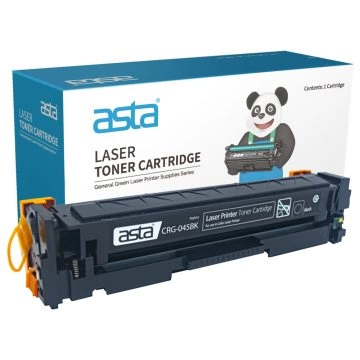 asta
Contents: 1 Cartridge
asta
LASER
TONER CARTRIDGE
General Green Laser Printer Supplies Series
asta
CRG-045BK
Laser Printer Toner Cartridge
black